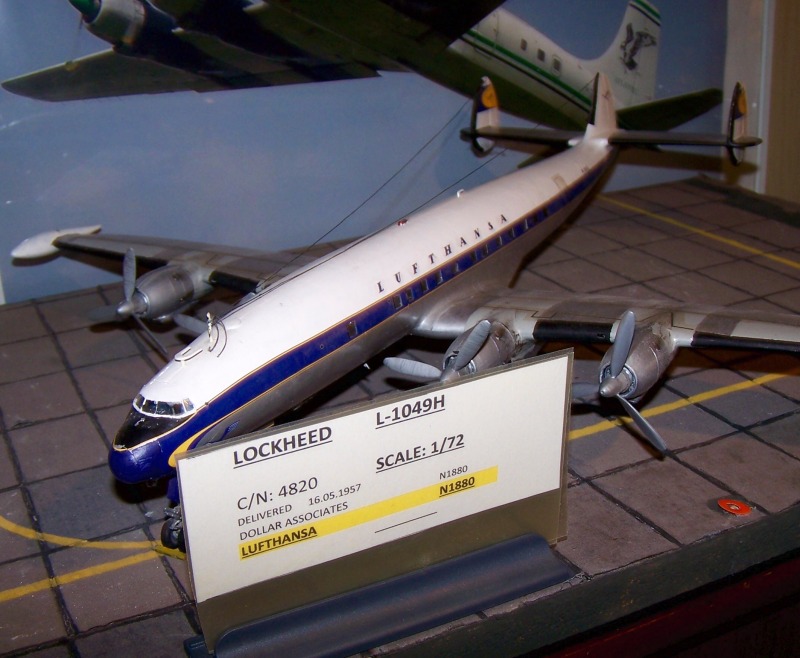 LUFTHANSA
LOCKHEED L-1049H
C/N: 4820 SCALE: 1/72
DELIVERED 16.05.1957 N1880
DOLLAR ASSOCIATES N1880
LUFTHANSA